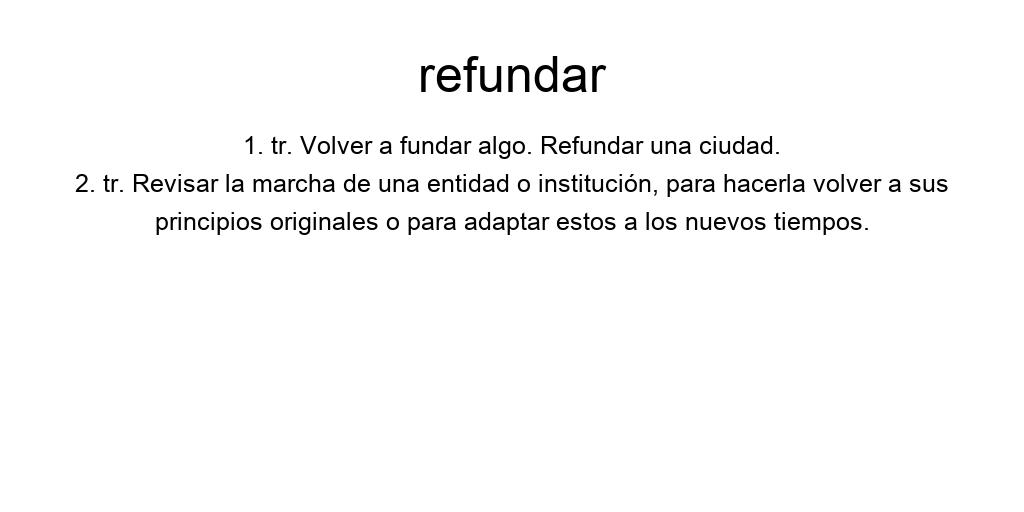 refundar
1. tr. Volver a fundar algo. Refundar una ciudad.
2. tr. Revisar la marcha de una entidad o institución, para hacerla volver a sus
principios originales o para adaptar estos a los nuevos tiempos.